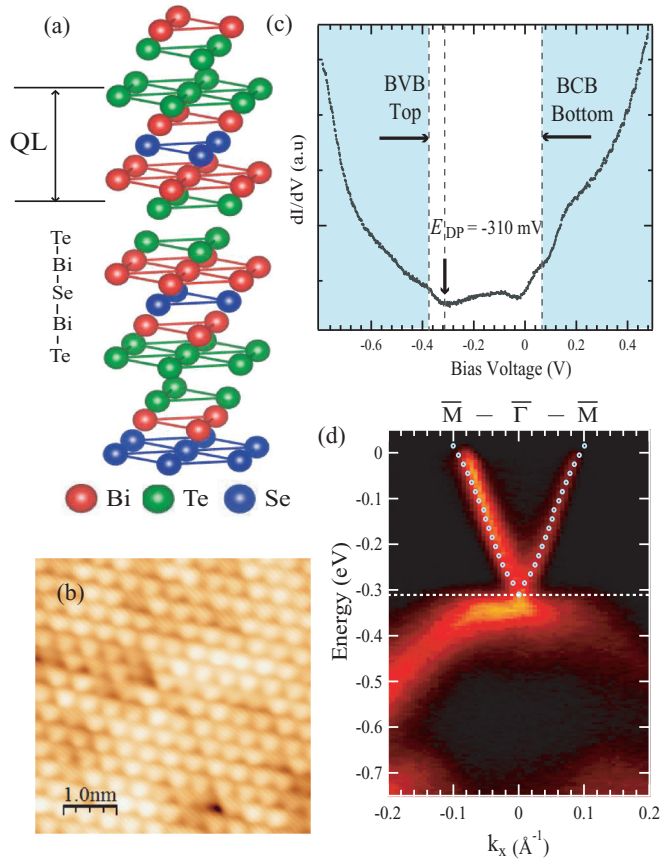 (a)
QL
Te
Bi
Se
Bi
Te
Bi Te Se
(b)
1.0nm
(c)
dI/dV (a.u)
BVB
Top
BCB
Bottom
E_DP = -310 mV
-0.6 -0.4 -0.2 0 0.2 0.4
Bias Voltage (V)
M̅ – Γ̅ – M̅
(d)
Energy (eV)
0
-0.1
-0.2
-0.3
-0.4
-0.5
-0.6
-0.7
-0.2 -0.1 0 0.1 0.2
kₓ (Å⁻¹)